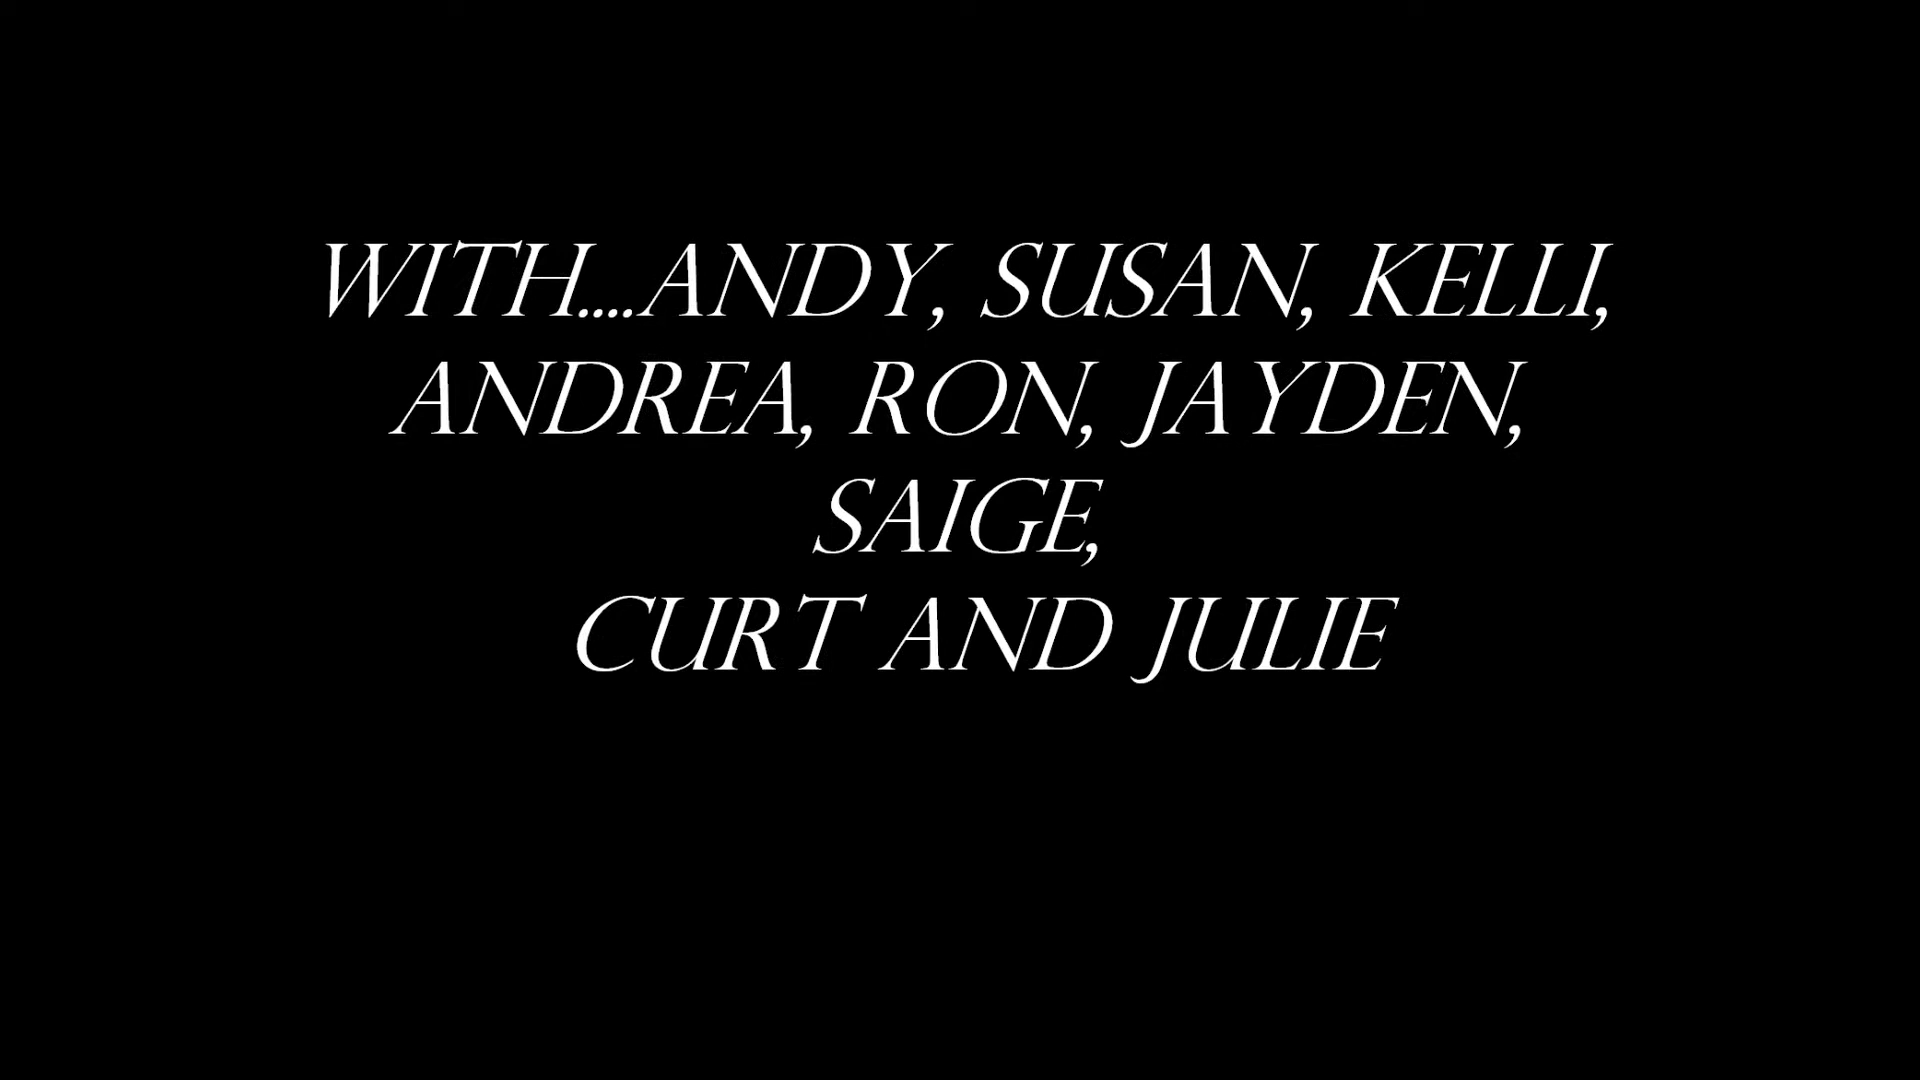 WITH....ANDY, SUSAN, KELLI,
ANDREA, RON, JAYDEN,
SAIGE,
CURT AND JULIE